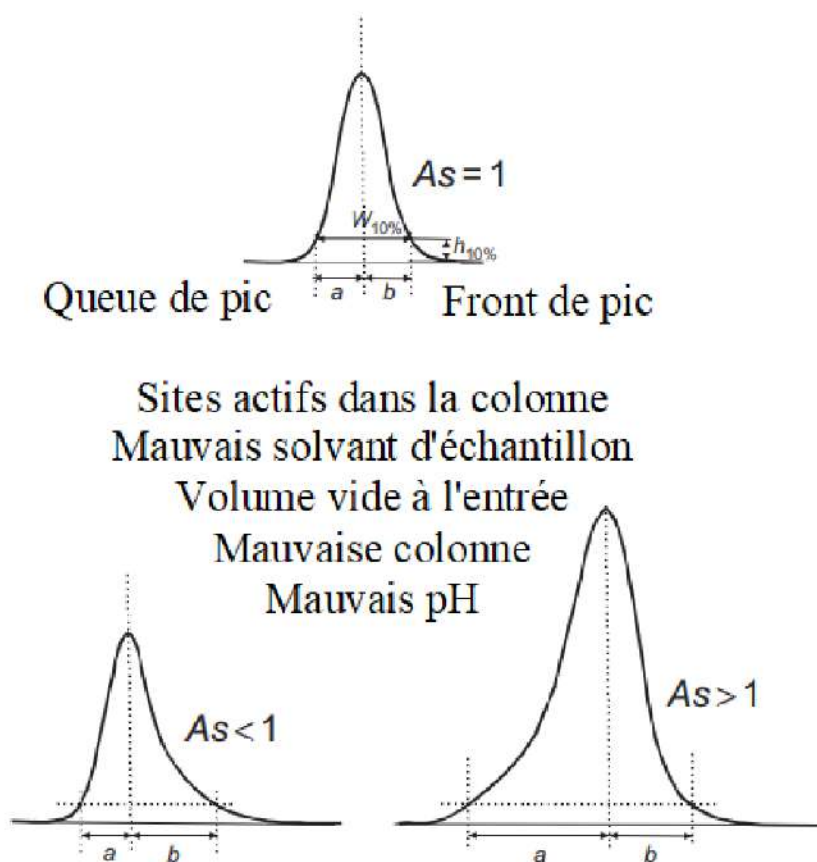 As = 1
W10%
h10%
Queue de pic
a
b
Front de pic
Sites actifs dans la colonne
Mauvais solvant d'échantillon
Volume vide à l'entrée
Mauvaise colonne
Mauvais pH
As < 1
As > 1
a
b
a
b